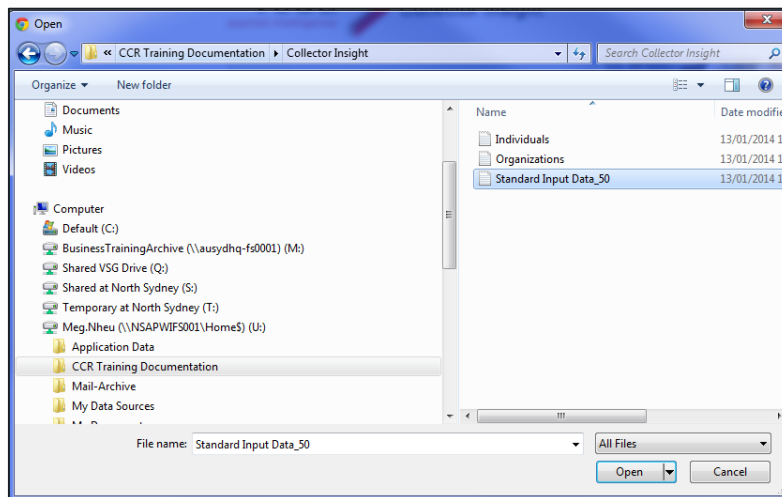 Open
« CCR Training Documentation Collector Insight
Search Collector Insight
Organize New folder
Documents
Music
Pictures
Videos
Computer
Default (C:)
BusinessTrainingArchive (\\ausydhq-fs0001) (M:)
Shared VSG Drive (Q:)
Shared at North Sydney (S:)
Temporary at North Sydney (T:)
Meg.Nheu (\\NSAPWIFS001\Home$) (U:)
Application Data
CCR Training Documentation
Mail-Archive
My Data Sources
Name Date modifie
Individuals 13/01/2014 1
Organizations 13/01/2014 1
Standard Input Data_50 13/01/2014 1
File name: Standard Input Data_50 All Files
Open Cancel